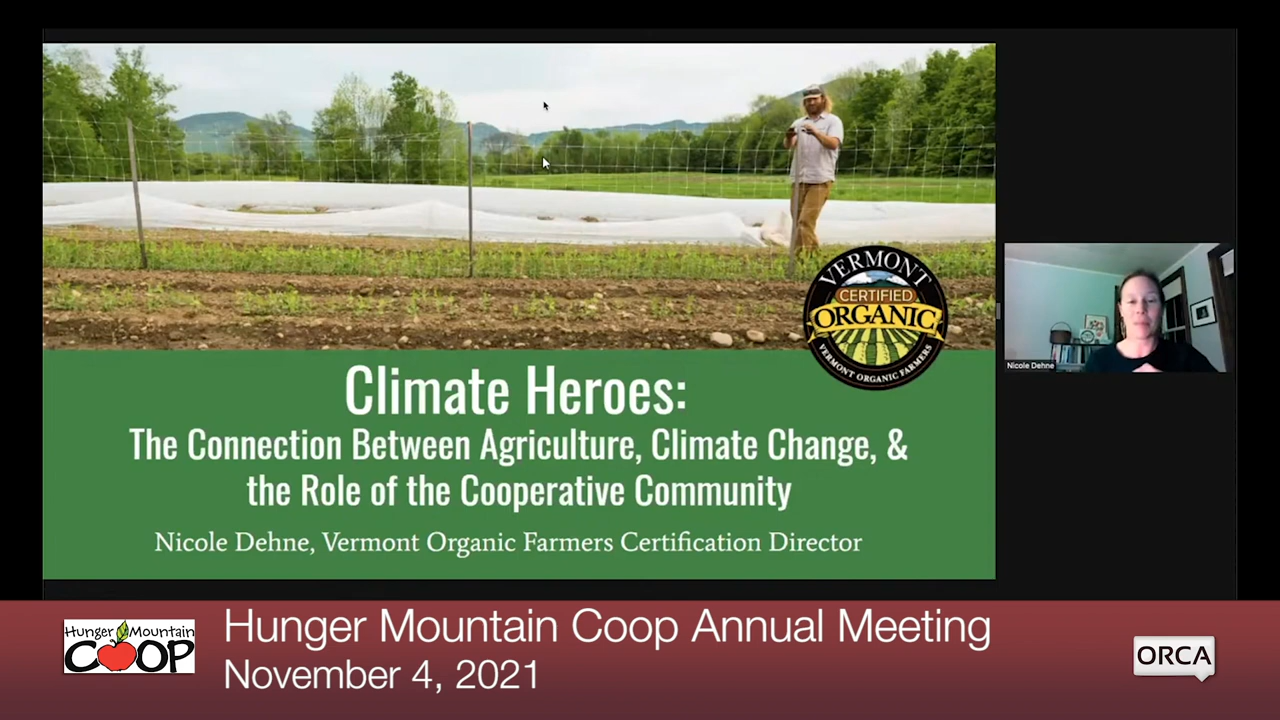 VERMONT
CERTIFIED
ORGANIC
VERMONT ORGANIC FARMERS
Climate Heroes:
The Connection Between Agriculture, Climate Change, &
the Role of the Cooperative Community
Nicole Dehne, Vermont Organic Farmers Certification Director
Nicole Dehne
Hunger Mountain
COOP
Hunger Mountain Coop Annual Meeting
November 4, 2021
ORCA